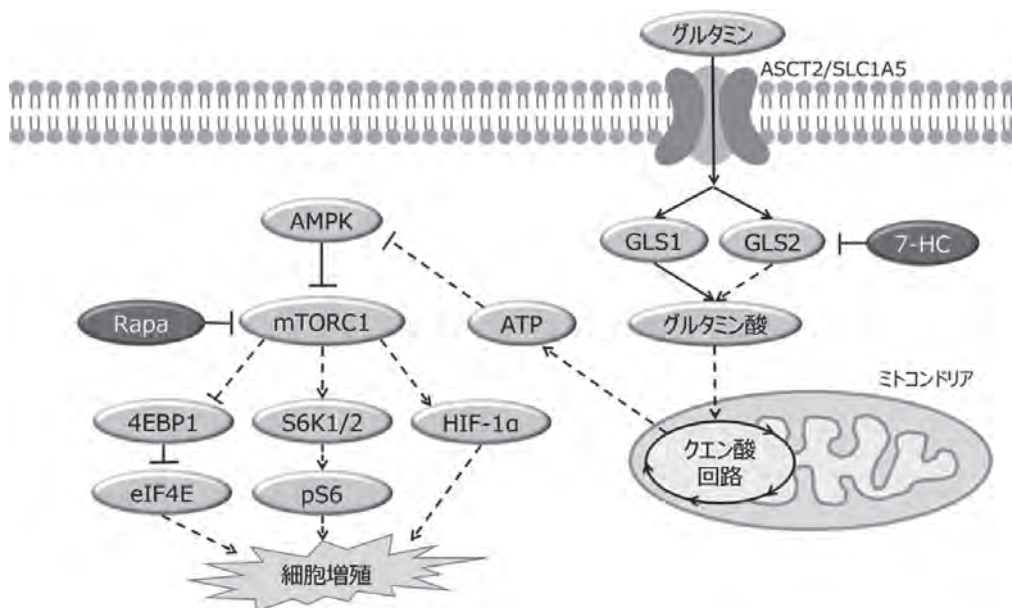 グルタミン
ASCT2/SLC1A5
AMPK
GLS1
GLS2
7-HC
Rapa
mTORC1
ATP
グルタミン酸
ミトコンドリア
4EBP1
S6K1/2
HIF-1α
クエン酸
回路
eIF4E
pS6
細胞増殖